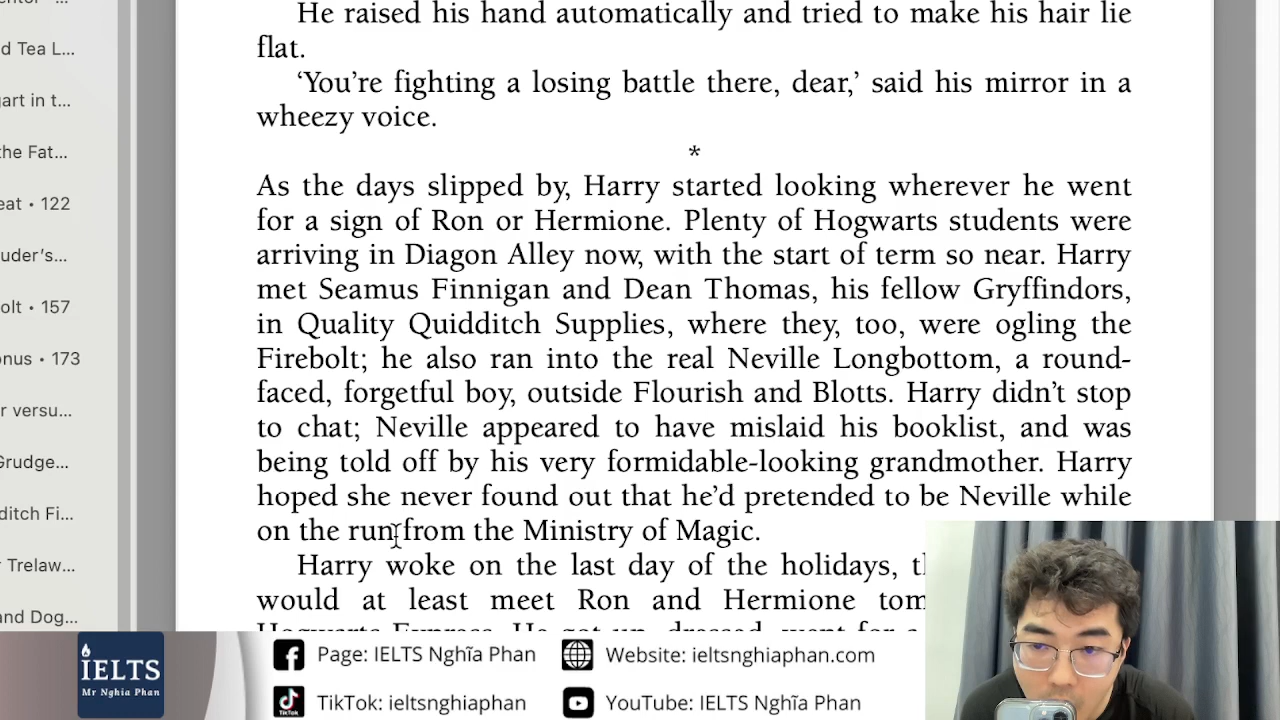 d Tea L...
art in t...
the Fat...
eat • 122
uder's...
olt • 157
onus • 173
r versu...
Grudge...
ditch Fi...
r Trelaw...
and Dog...
He raised his hand automatically and tried to make his hair lie
flat.
‘You're fighting a losing battle there, dear,’ said his mirror in a
wheezy voice.
*
As the days slipped by, Harry started looking wherever he went
for a sign of Ron or Hermione. Plenty of Hogwarts students were
arriving in Diagon Alley now, with the start of term so near. Harry
met Seamus Finnigan and Dean Thomas, his fellow Gryffindors,
in Quality Quidditch Supplies, where they, too, were ogling the
Firebolt; he also ran into the real Neville Longbottom, a round-
faced, forgetful boy, outside Flourish and Blotts. Harry didn't stop
to chat; Neville appeared to have mislaid his booklist, and was
being told off by his very formidable-looking grandmother. Harry
hoped she never found out that he'd pretended to be Neville while
on the run from the Ministry of Magic.
Harry woke on the last day of the holidays,
would at least meet Ron and Hermione
IELTS
Mr Nghia Phan
Page: IELTS Nghĩa Phan
Website: ieltsnghiaphan.com
TikTok
TikTok: ieltsnghiaphan
YouTube: IELTS Nghĩa Phan